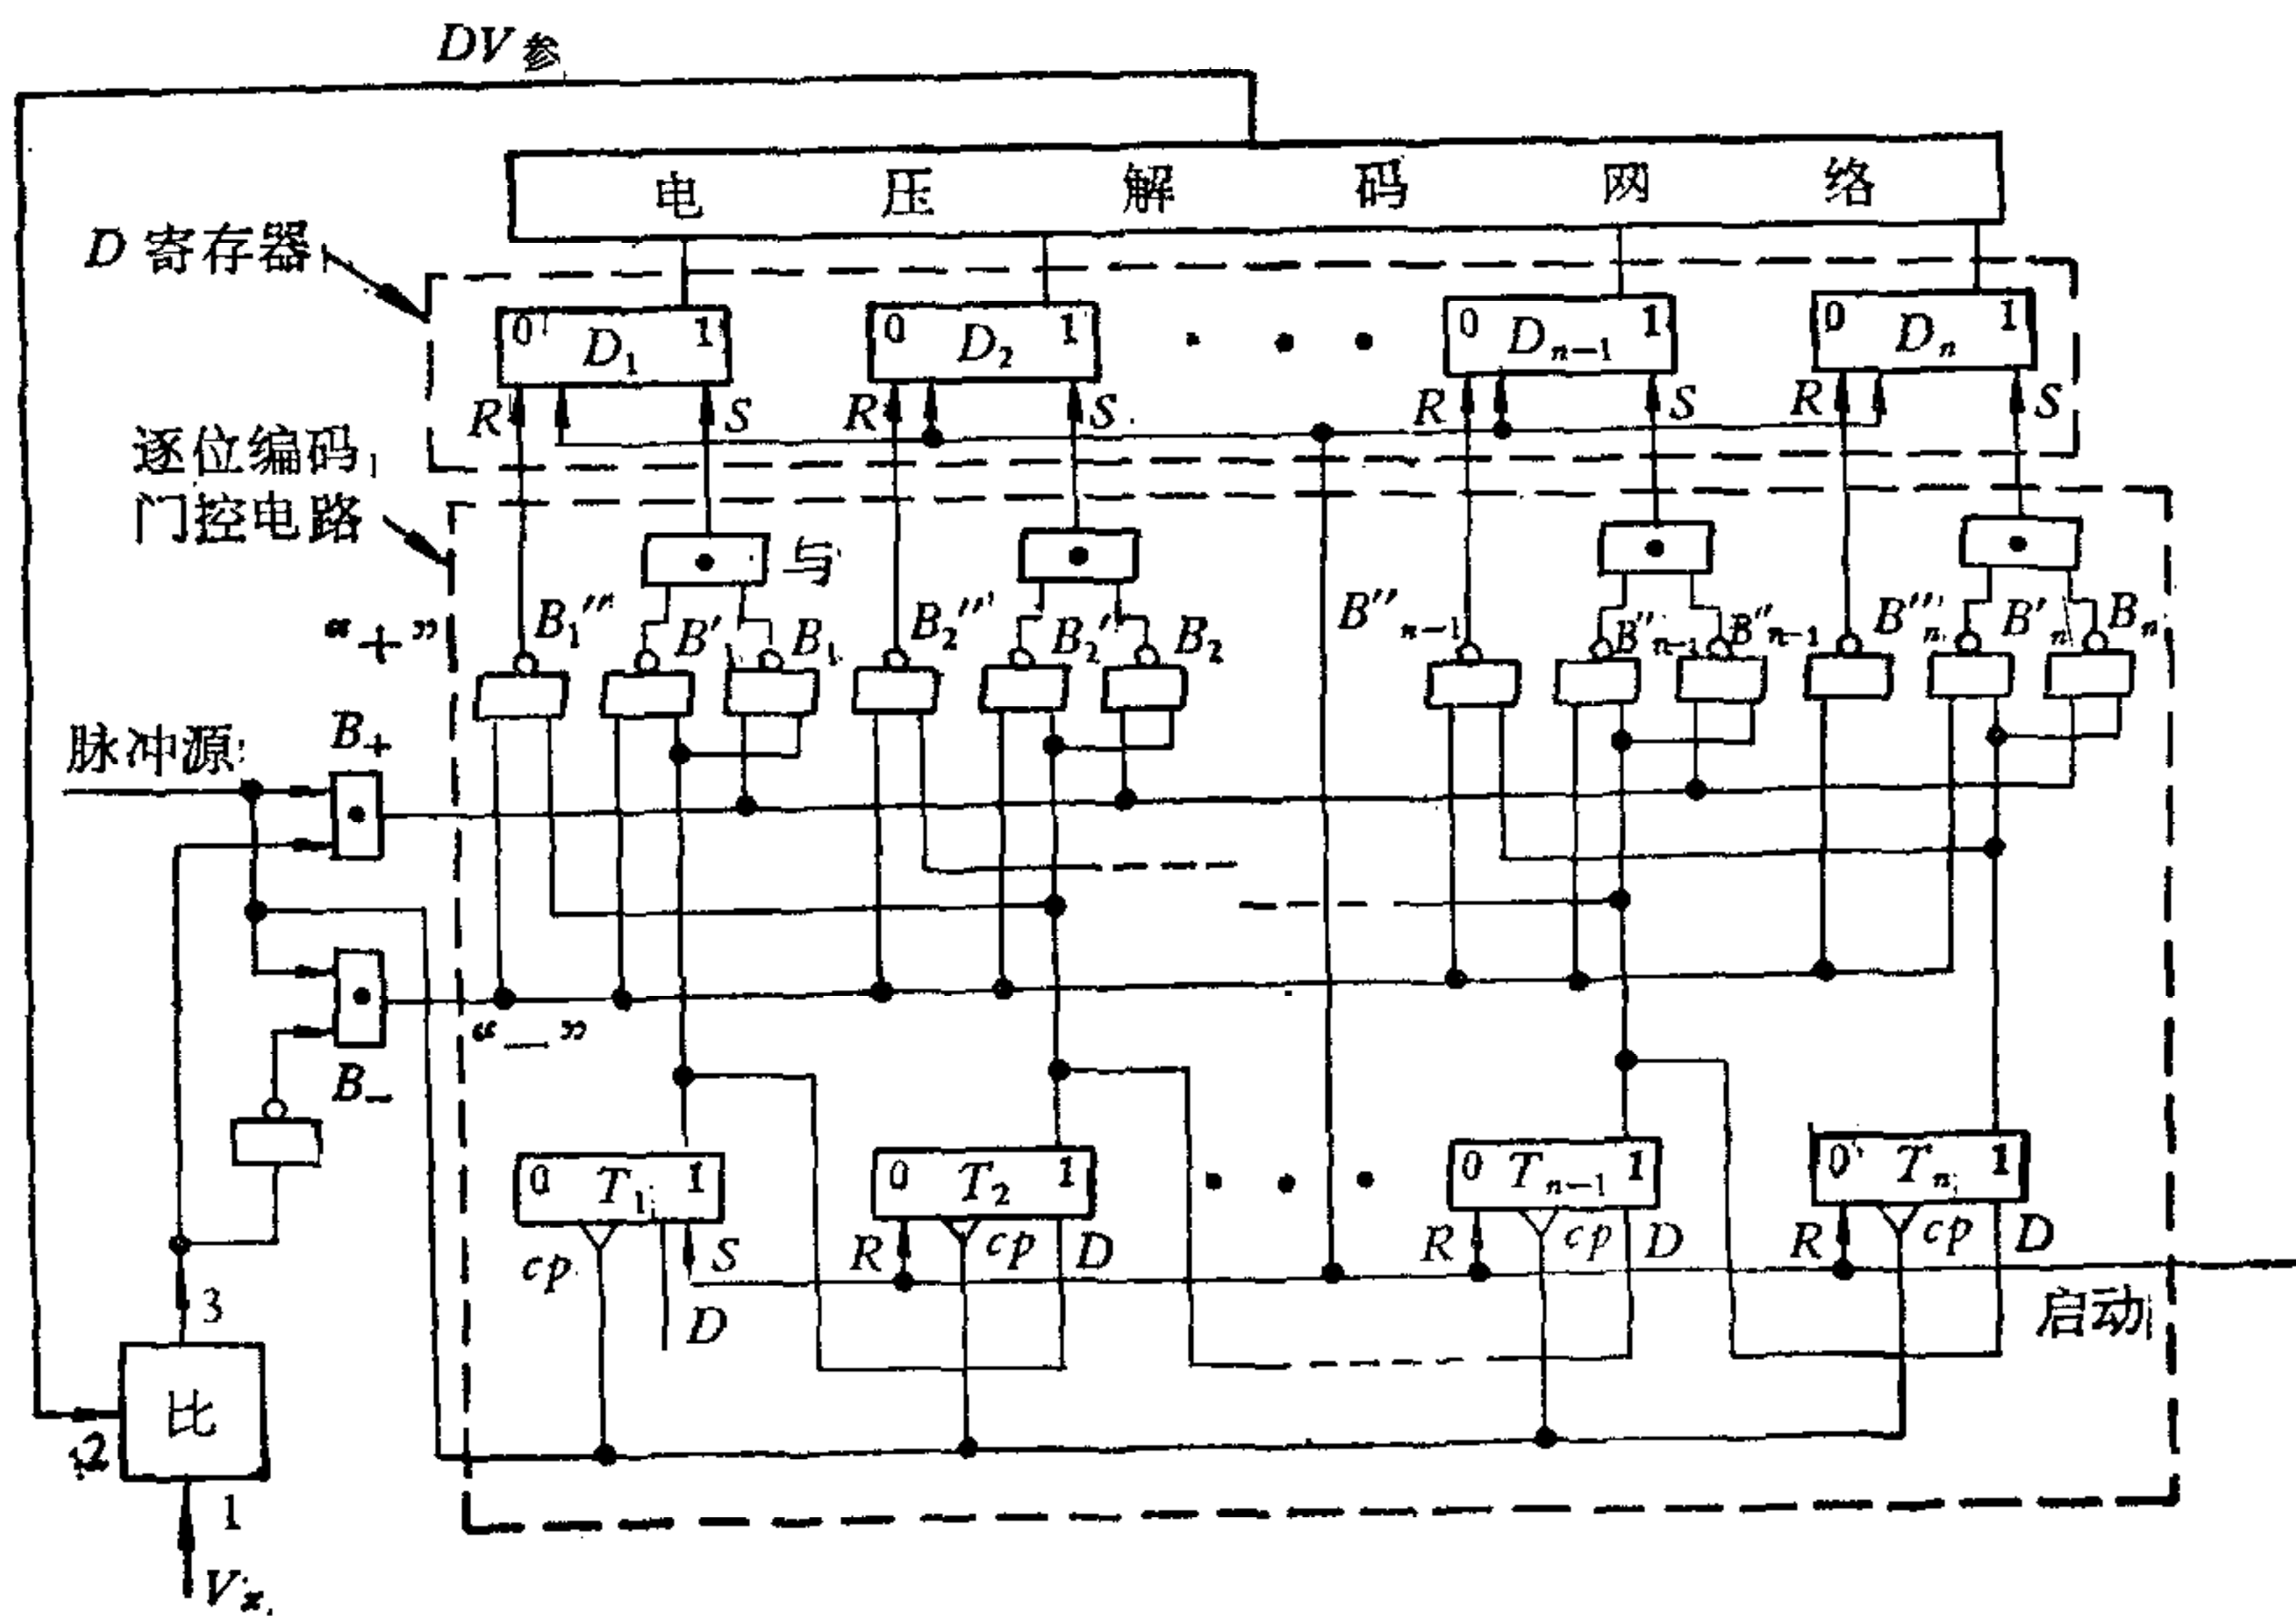 DV参
电压解码网络
D 寄存器
0 D₁ 1
0 D₂ 1
0 Dₙ₋₁ 1
0 Dₙ 1
R S
R S
R S
R S
逐位编码
门控电路
与
“+”
B₁‴ B′ B₁
B₂‴ B₂′ B₂
B″ₙ₋₁ B″ₙ₋₁ B″ₙ₋₁
B‴ₙ B′ₙ Bₙ
脉冲源
B₊
“—”
B₋
0 T₁ 1
0 T₂ 1
0 Tₙ₋₁ 1
0 Tₙ 1
cp D S
R cp D
R cp D
R cp D
启动
3
比
2
1
Vₓ